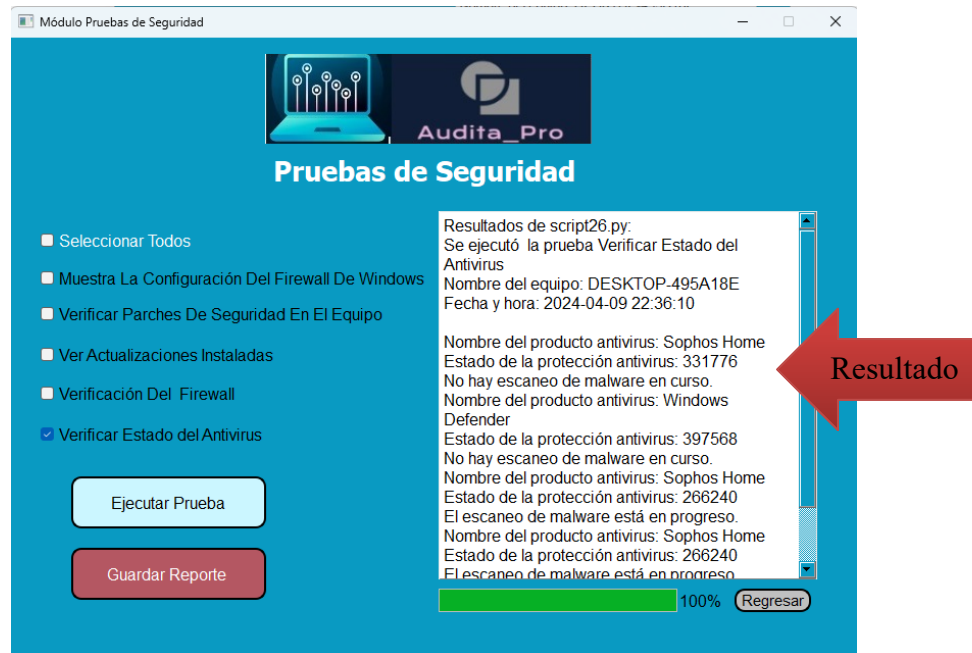 Módulo Pruebas de Seguridad
Audita_Pro
Pruebas de Seguridad
Seleccionar Todos
Muestra La Configuración Del Firewall De Windows
Verificar Parches De Seguridad En El Equipo
Ver Actualizaciones Instaladas
Verificación Del  Firewall
Verificar Estado del Antivirus
Ejecutar Prueba
Guardar Reporte
Resultados de script26.py:
Se ejecutó  la prueba Verificar Estado del
Antivirus
Nombre del equipo: DESKTOP-495A18E
Fecha y hora: 2024-04-09 22:36:10
Nombre del producto antivirus: Sophos Home
Estado de la protección antivirus: 331776
No hay escaneo de malware en curso.
Nombre del producto antivirus: Windows
Defender
Estado de la protección antivirus: 397568
No hay escaneo de malware en curso.
Nombre del producto antivirus: Sophos Home
Estado de la protección antivirus: 266240
El escaneo de malware está en progreso.
Nombre del producto antivirus: Sophos Home
Estado de la protección antivirus: 266240
El escaneo de malware está en progreso
100%
Regresar
Resultado